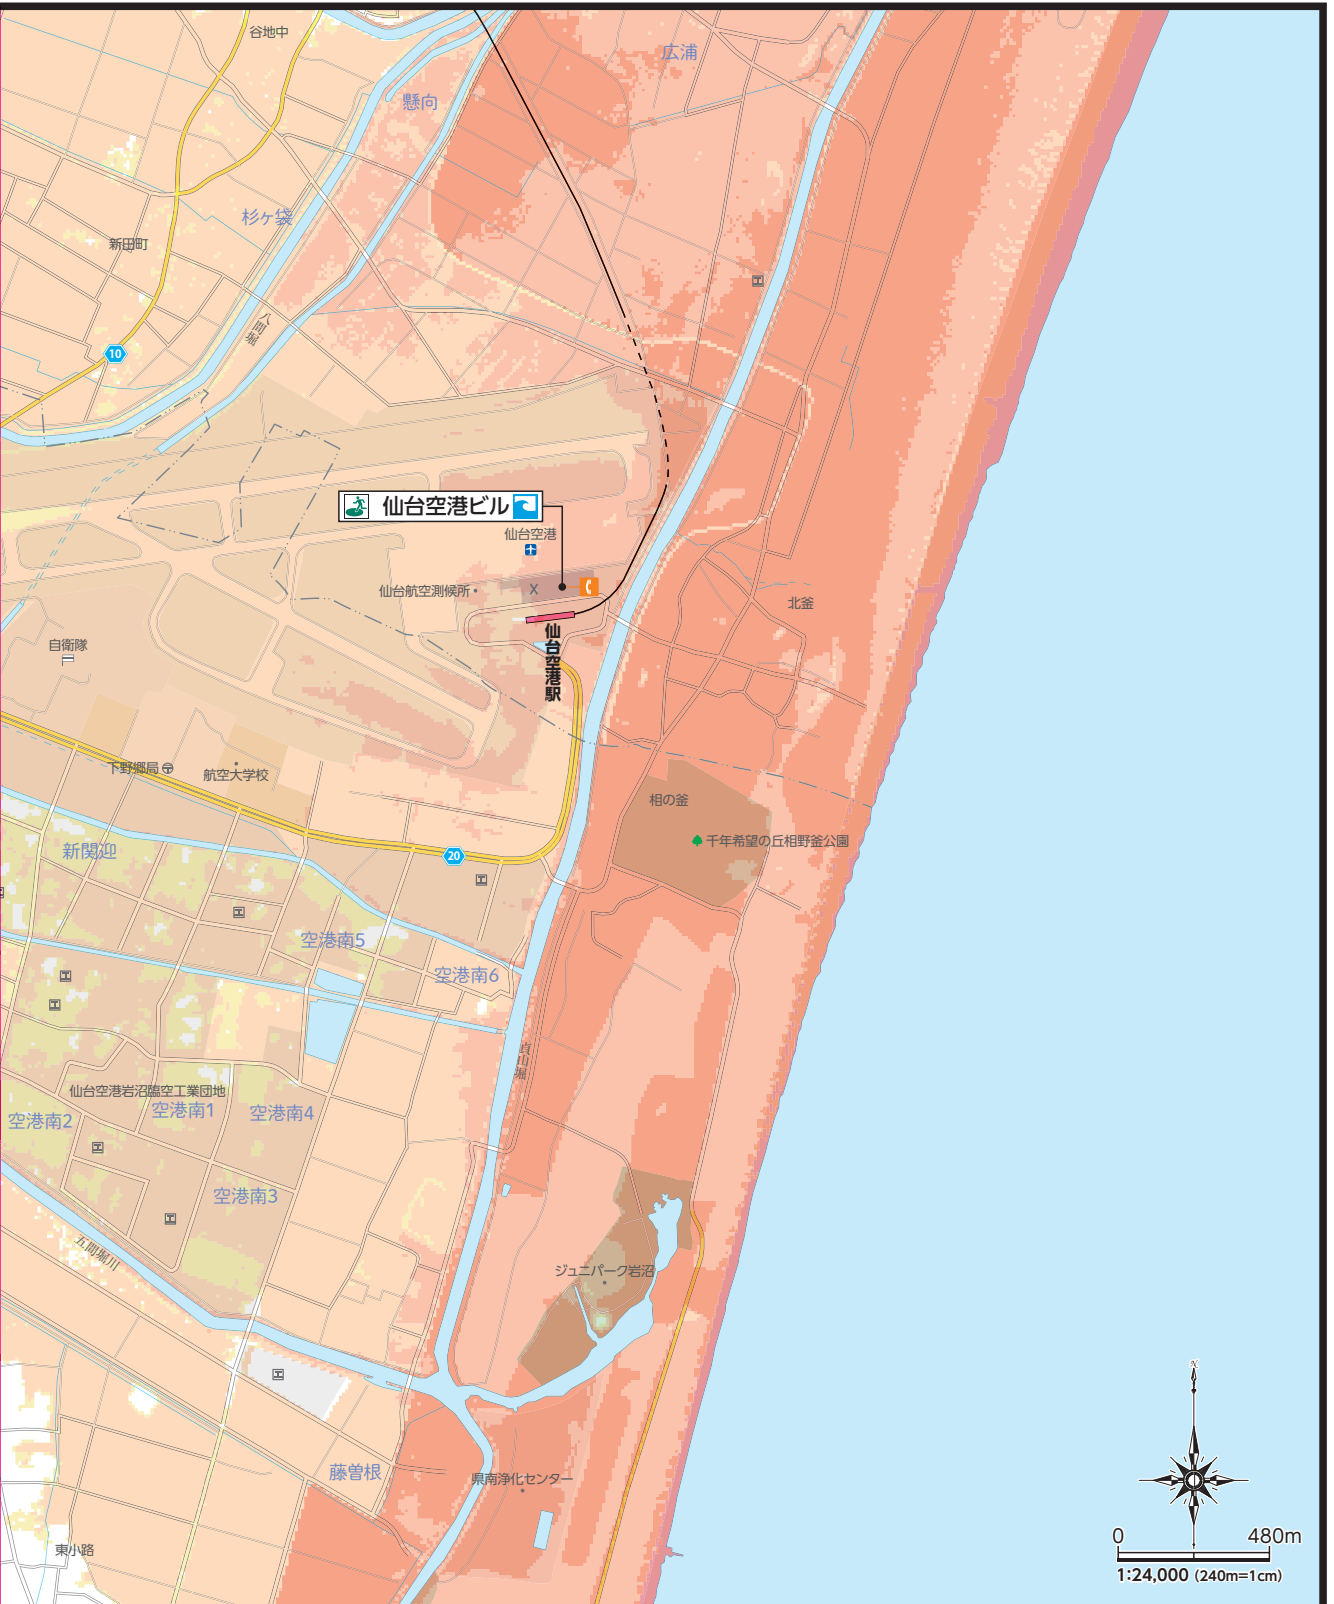 谷地中
広浦
懸向
杉ヶ袋
新田町
八間堀
10
仙台空港ビル
仙台空港
仙台航空測候所
X
北釜
自衛隊
仙台空港駅
下野郷局
航空大学校
相の釜
千年希望の丘相野釜公園
新関迎
20
空港南5
空港南6
貞山堀
仙台空港岩沼臨空工業団地
空港南1
空港南2
空港南4
空港南3
五間堀川
ジュニパーク岩沼
藤曽根
県南浄化センター
東小路
N
0 480m
1:24,000 (240m=1cm)